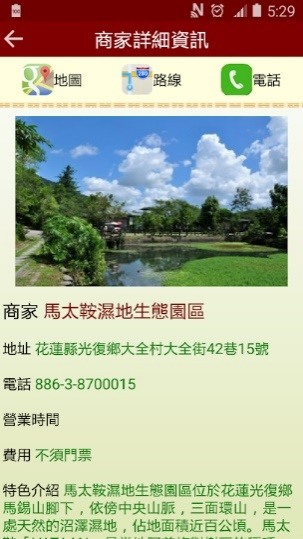 5:29
商家詳細資訊
地圖 路線 電話
商家 馬太鞍濕地生態園區
地址 花蓮縣光復鄉大全村大全街42巷15號
電話 886-3-8700015
營業時間
費用 不須門票
特色介紹 馬太鞍濕地生態園區位於花蓮光復鄉
馬錫山腳下，依傍中央山脈，三面環山，是一
處天然的沼澤濕地，佔地面積近百公頃。馬太